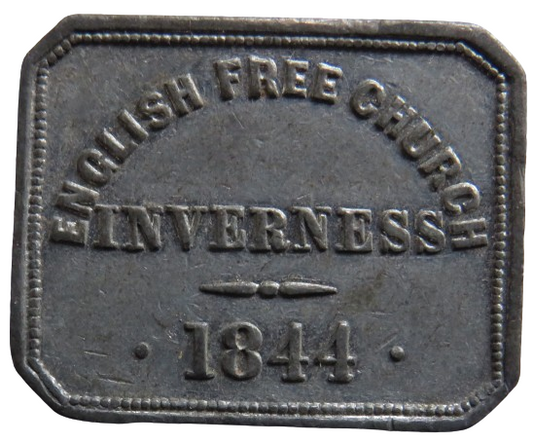 ENGLISH FREE CHURCH
INVERNESS
· 1844 ·